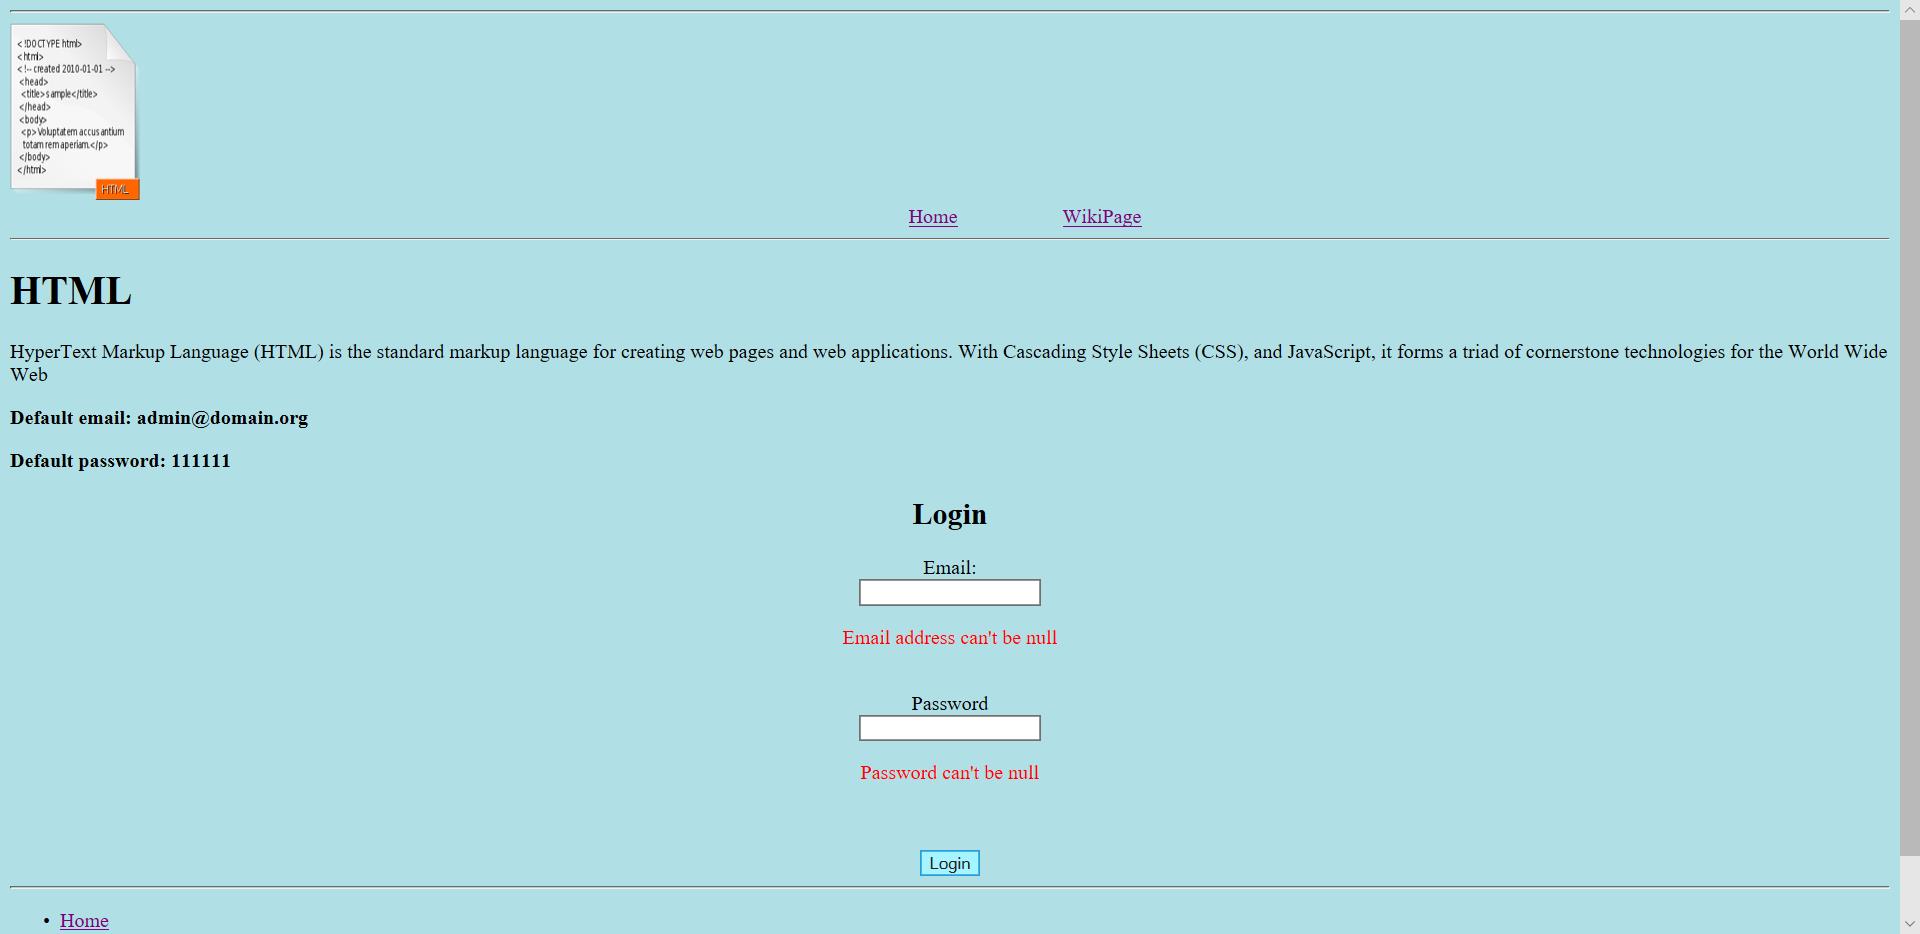 <!DOCTYPE html>
<html>
<!-- created 2010-01-01 -->
<head>
<title>sample</title>
</head>
<body>
<p>Voluptatem accusantium
totam rem aperiam.</p>
</body>
</html>
HTML
Home WikiPage
HTML
HyperText Markup Language (HTML) is the standard markup language for creating web pages and web applications. With Cascading Style Sheets (CSS), and JavaScript, it forms a triad of cornerstone technologies for the World Wide
Web
Default email: admin@domain.org
Default password: 111111
Login
Email:
Email address can't be null
Password
Password can't be null
Login
• Home